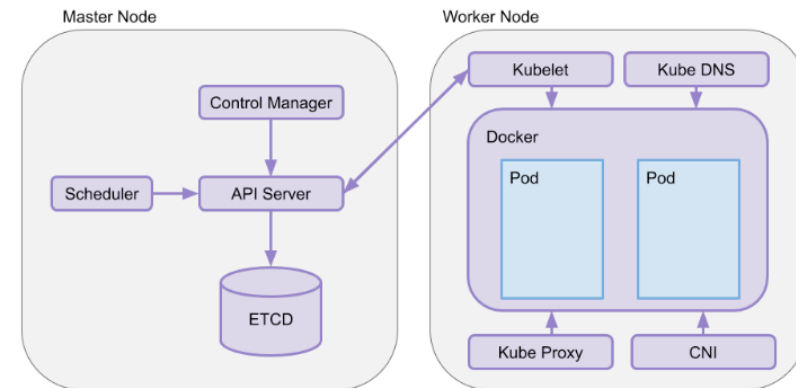 Master Node
Worker Node
Kubelet
Kube DNS
Control Manager
Docker
Pod
Pod
Scheduler
API Server
ETCD
Kube Proxy
CNI